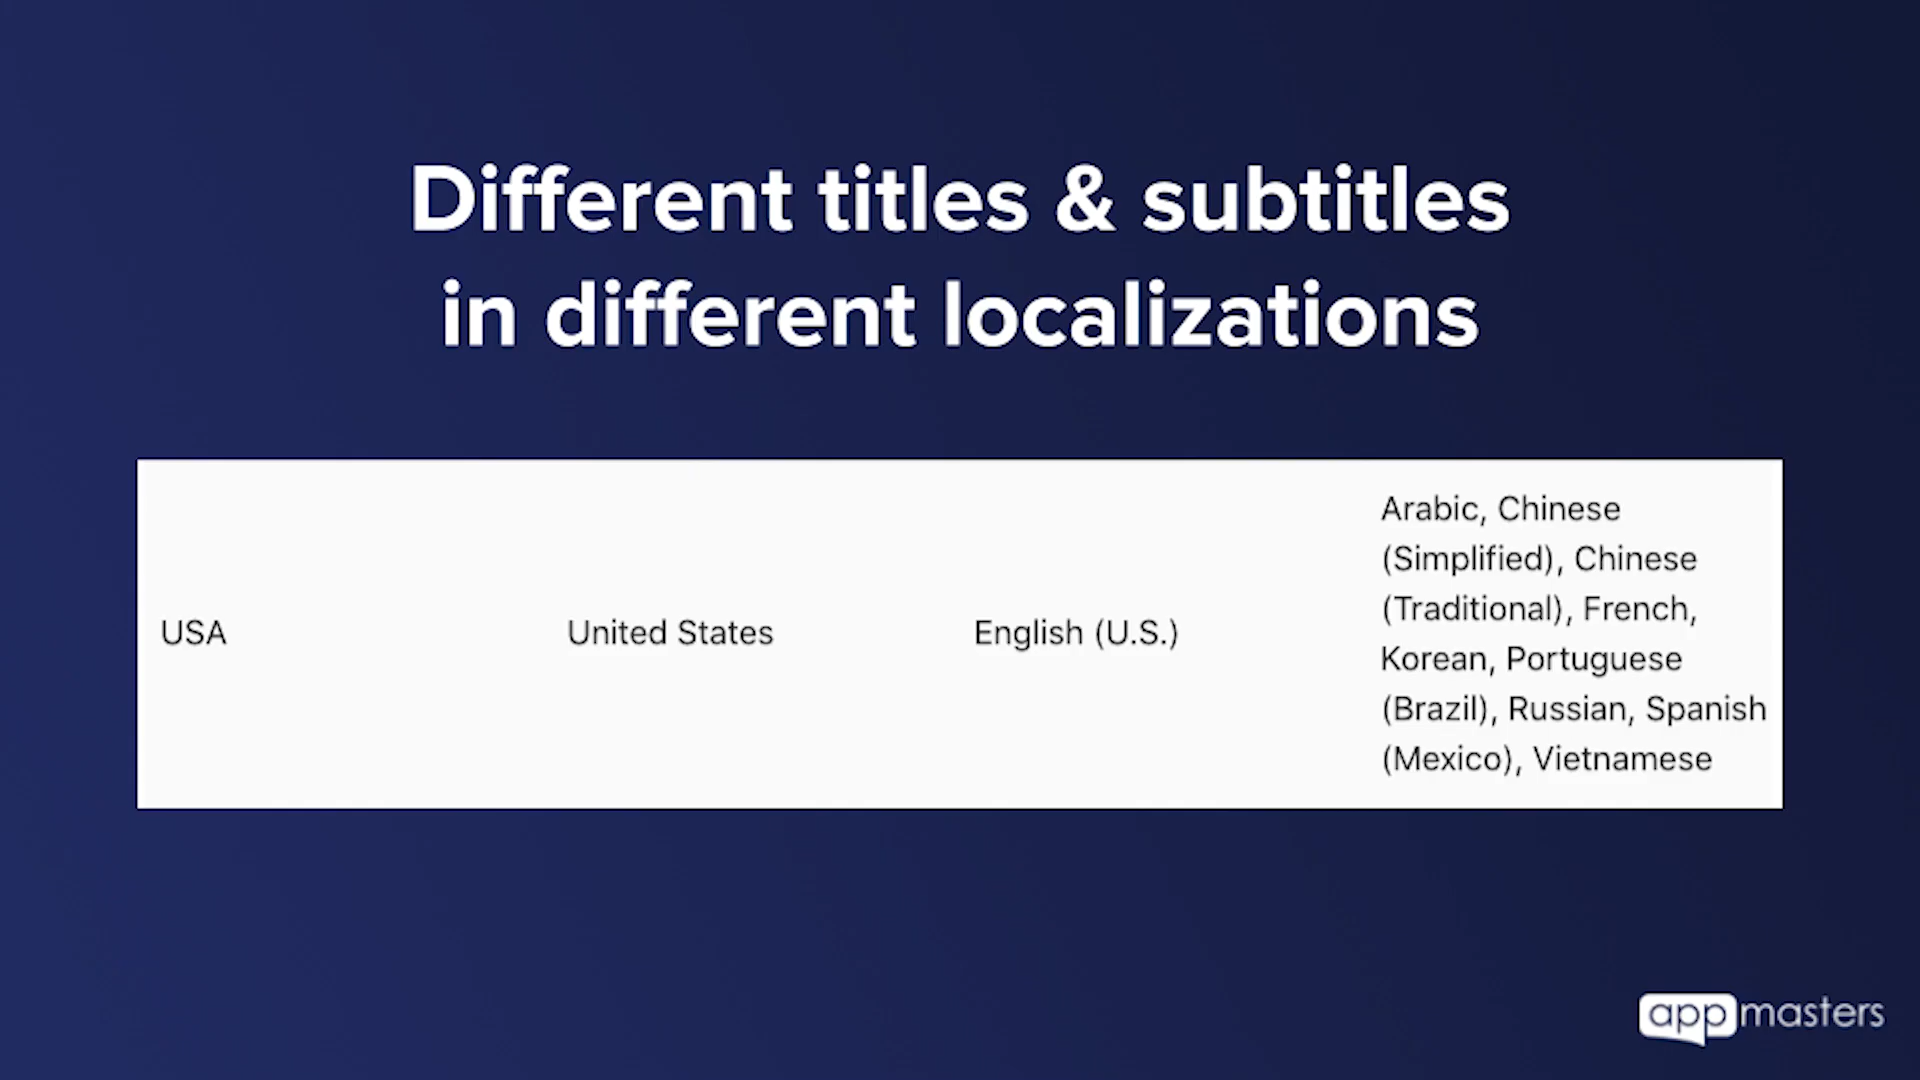 Different titles & subtitles
in different localizations
USA
United States
English (U.S.)
Arabic, Chinese
(Simplified), Chinese
(Traditional), French,
Korean, Portuguese
(Brazil), Russian, Spanish
(Mexico), Vietnamese
appmasters